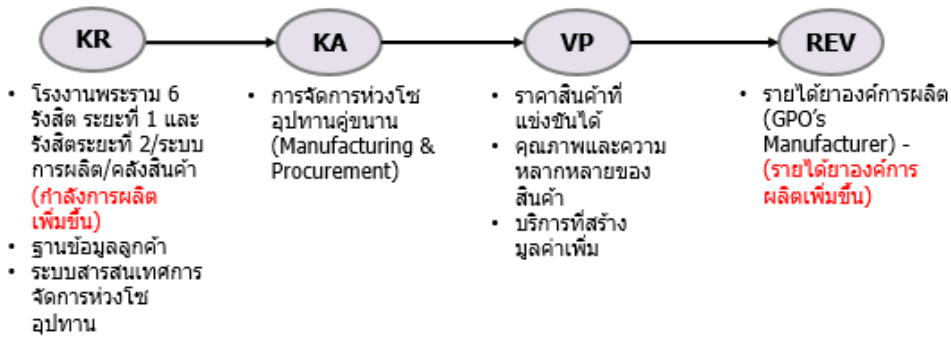 KR
KA
VP
REV
• โรงงานพระราม 6
รังสิต ระยะที่ 1 และ
รังสิตระยะที่ 2/ระบบ
การผลิต/คลังสินค้า
(กำลังการผลิต
เพิ่มขึ้น)
• ฐานข้อมูลลูกค้า
• ระบบสารสนเทศการ
จัดการห่วงโซ่
อุปทาน
• การจัดการห่วงโซ่
อุปทานคู่ขนาน
(Manufacturing &
Procurement)
• ราคาสินค้าที่
แข่งขันได้
• คุณภาพและความ
หลากหลายของ
สินค้า
• บริการที่สร้าง
มูลค่าเพิ่ม
• รายได้ยาองค์การผลิต
(GPO’s
Manufacturer) -
(รายได้ยาองค์การ
ผลิตเพิ่มขึ้น)